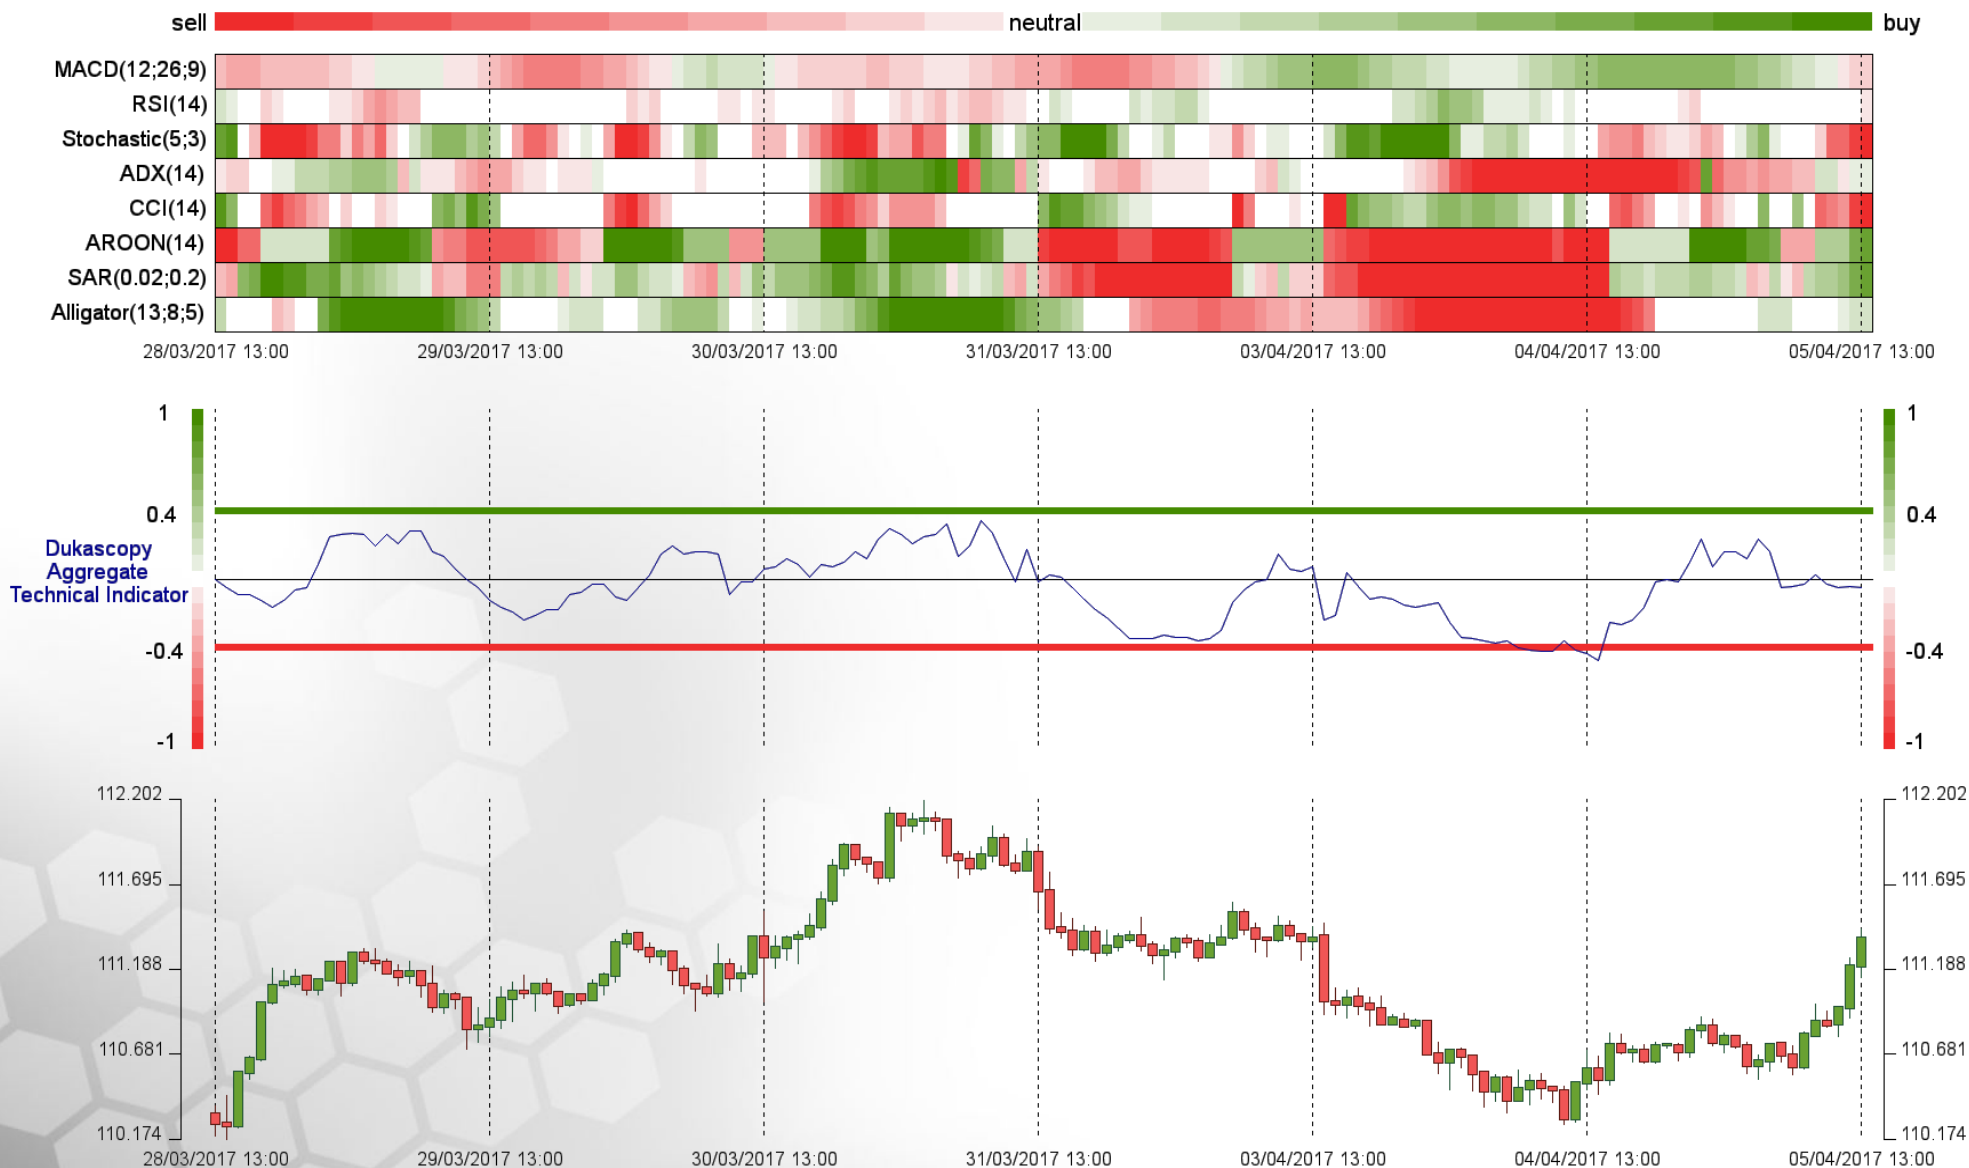 sell neutral buy
MACD(12;26;9)
RSI(14)
Stochastic(5;3)
ADX(14)
CCI(14)
AROON(14)
SAR(0.02;0.2)
Alligator(13;8;5)
28/03/2017 13:00 29/03/2017 13:00 30/03/2017 13:00 31/03/2017 13:00 03/04/2017 13:00 04/04/2017 13:00 05/04/2017 13:00
1 1
0.4 0.4
Dukascopy
Aggregate
Technical Indicator
-0.4 -0.4
-1 -1
112.202 112.202
111.695 111.695
111.188 111.188
110.681 110.681
110.174 110.174
28/03/2017 13:00 29/03/2017 13:00 30/03/2017 13:00 31/03/2017 13:00 03/04/2017 13:00 04/04/2017 13:00 05/04/2017 13:00